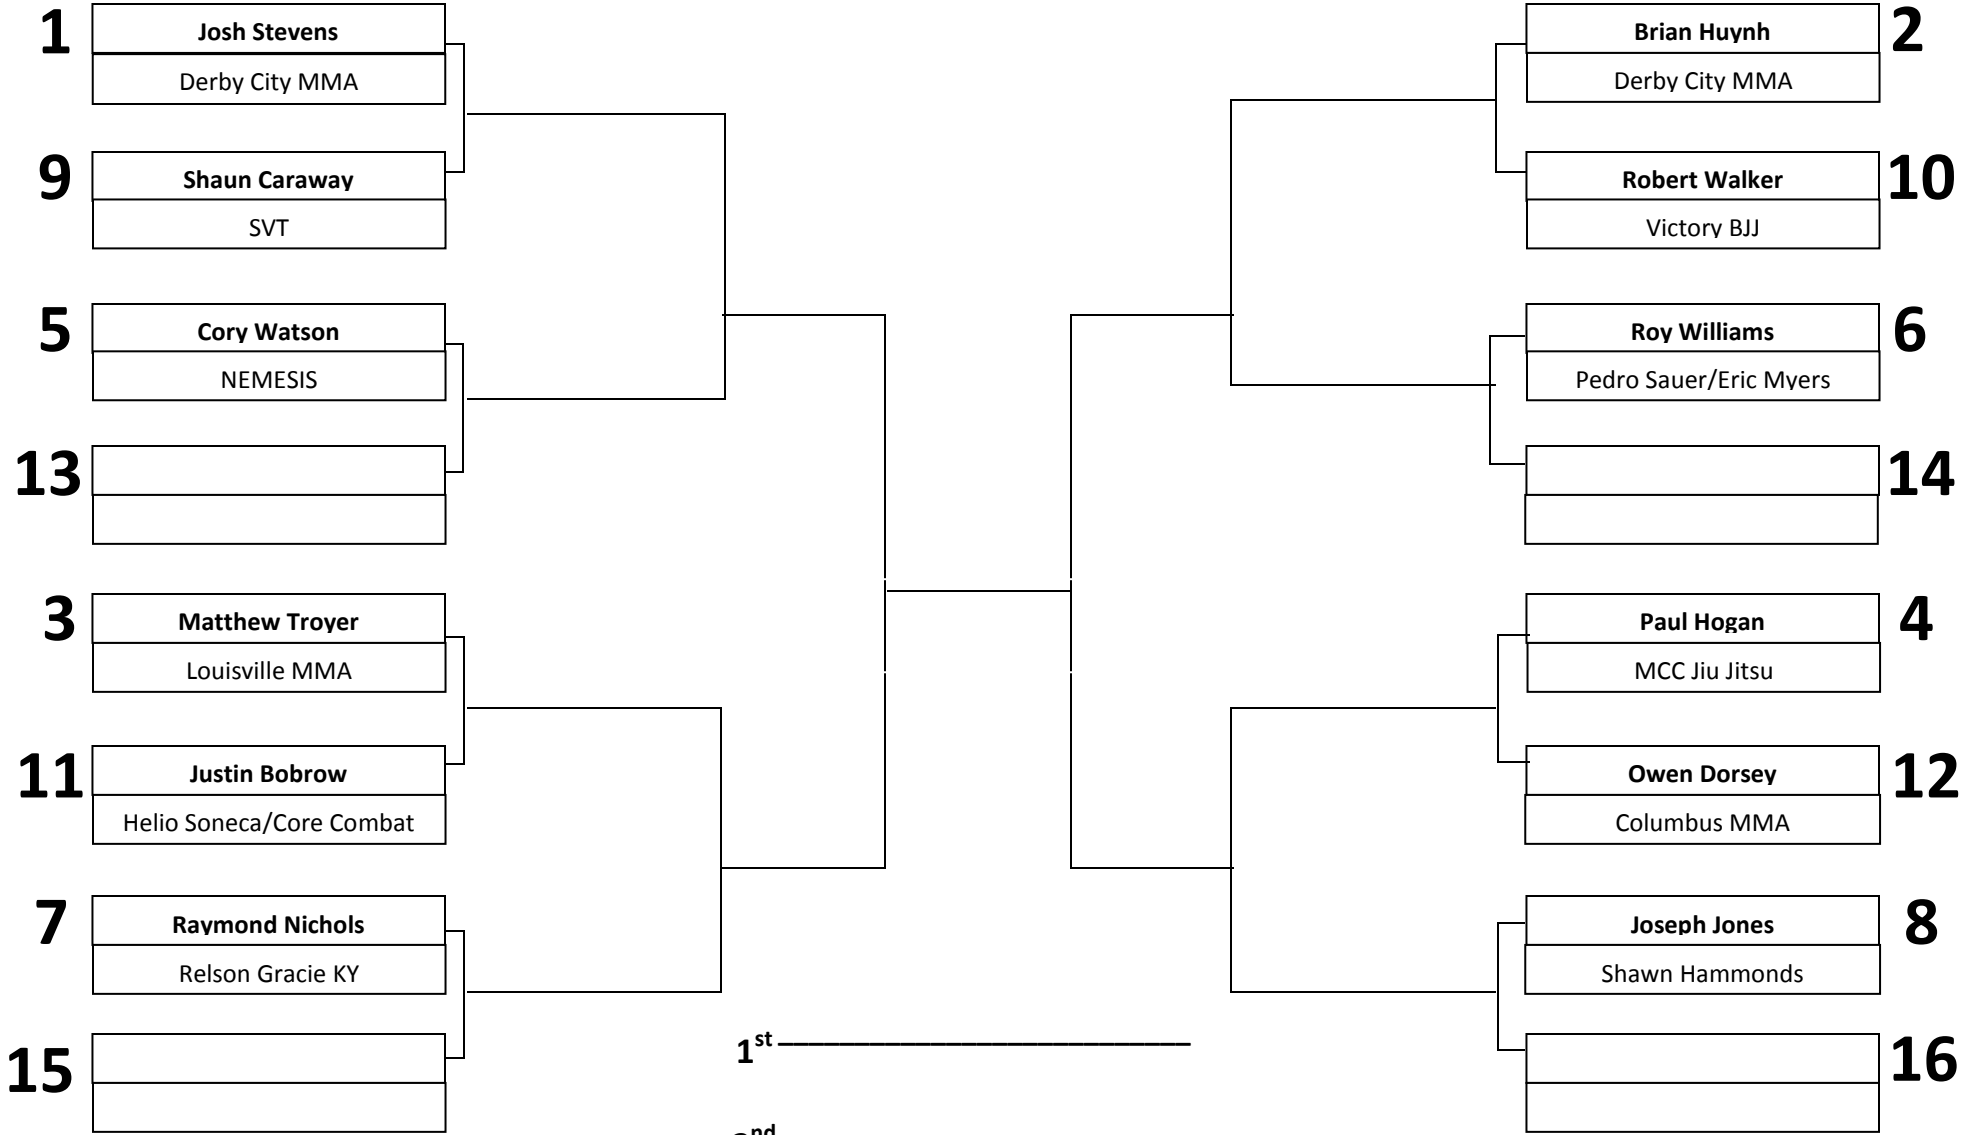 1
Josh Stevens
Derby City MMA
9
Shaun Caraway
SVT
5
Cory Watson
NEMESIS
13
3
Matthew Troyer
Louisville MMA
11
Justin Bobrow
Helio Soneca/Core Combat
7
Raymond Nichols
Relson Gracie KY
15
Brian Huynh
2
Derby City MMA
Robert Walker
10
Victory BJJ
Roy Williams
6
Pedro Sauer/Eric Myers
14
Paul Hogan
4
MCC Jiu Jitsu
Owen Dorsey
12
Columbus MMA
Joseph Jones
8
Shawn Hammonds
16
1st
2nd